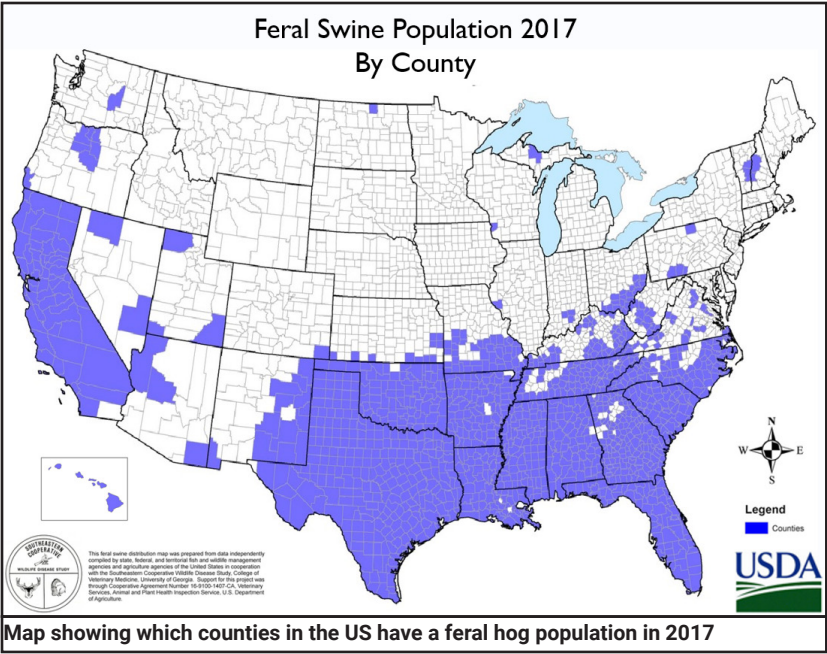 Feral Swine Population 2017
By County
N
W
E
S
Legend
Counties
SOUTHEASTERN
COOPERATIVE
WILDLIFE DISEASE STUDY
This feral swine distribution map was prepared from data independently
compiled by state, federal, and territorial fish and wildlife management
agencies and agriculture agencies of the United States in cooperation
with the Southeastern Cooperative Wildlife Disease Study, College of
Veterinary Medicine, University of Georgia. Support for this project was
through Cooperative Agreement Number 16-9100-1407-CA, Veterinary
Services, Animal and Plant Health Inspection Service, U.S. Department
of Agriculture.
USDA
Map showing which counties in the US have a feral hog population in 2017